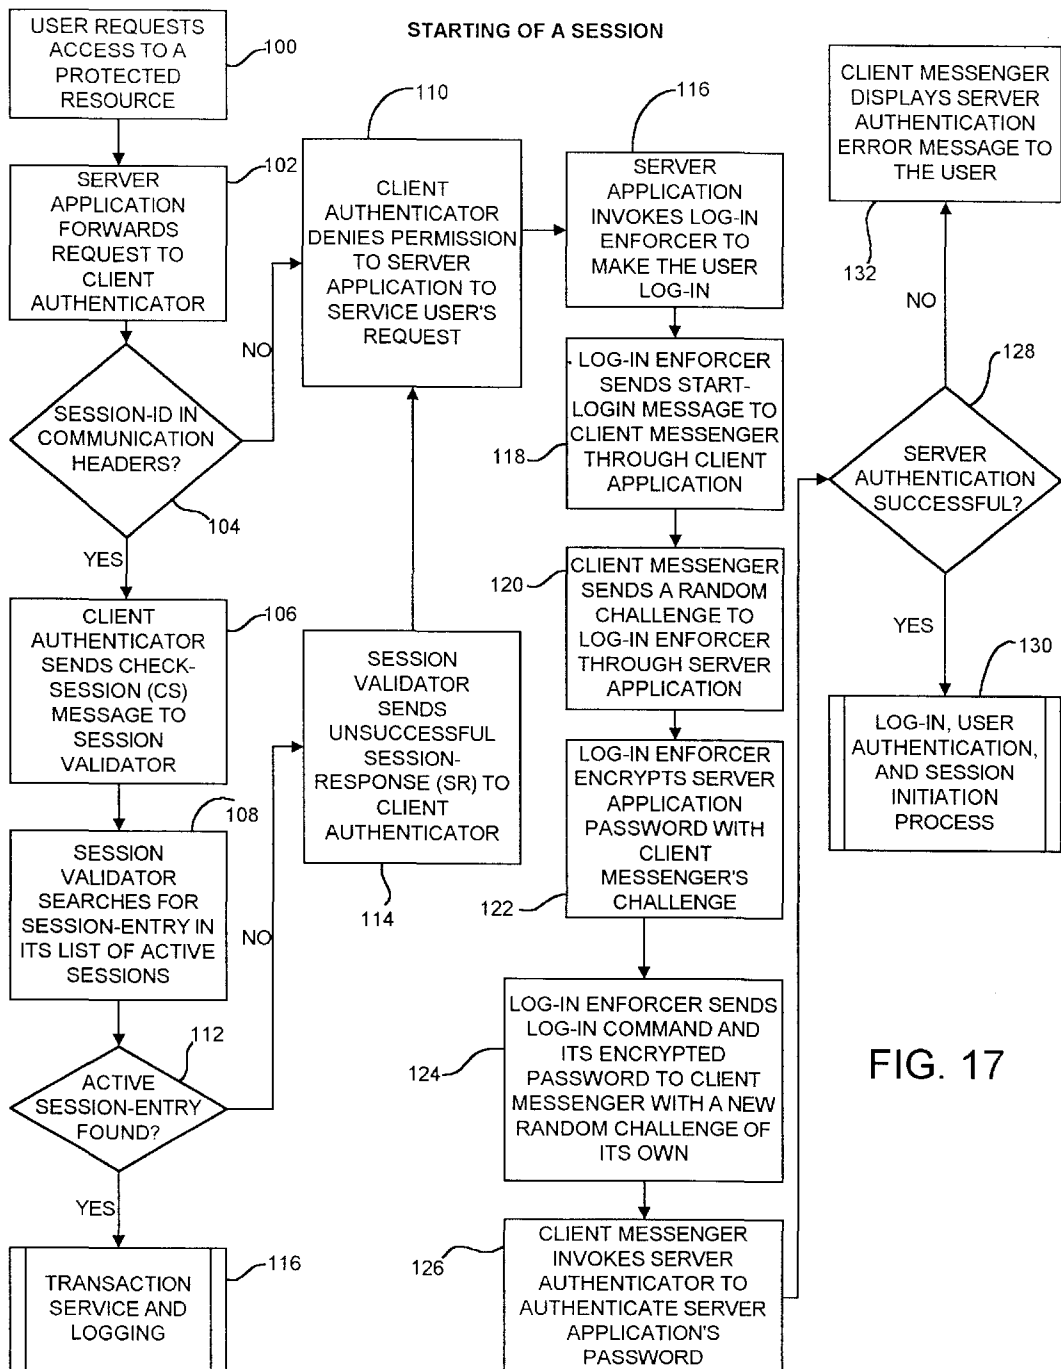 STARTING OF A SESSION
USER REQUESTS
ACCESS TO A
PROTECTED
RESOURCE
100
SERVER
APPLICATION
FORWARDS
REQUEST TO
CLIENT
AUTHENTICATOR
102
SESSION-ID IN
COMMUNICATION
HEADERS?
104
NO
YES
CLIENT
AUTHENTICATOR
SENDS CHECK-
SESSION (CS)
MESSAGE TO
SESSION
VALIDATOR
106
SESSION
VALIDATOR
SEARCHES FOR
SESSION-ENTRY IN
ITS LIST OF ACTIVE
SESSIONS
108
ACTIVE
SESSION-ENTRY
FOUND?
112
NO
YES
TRANSACTION
SERVICE AND
LOGGING
116
CLIENT
AUTHENTICATOR
DENIES PERMISSION
TO SERVER
APPLICATION TO
SERVICE USER'S
REQUEST
110
SESSION
VALIDATOR
SENDS
UNSUCCESSFUL
SESSION-
RESPONSE (SR) TO
CLIENT
AUTHENTICATOR
114
SERVER
APPLICATION
INVOKES LOG-IN
ENFORCER TO
MAKE THE USER
LOG-IN
116
LOG-IN ENFORCER
SENDS START-
LOGIN MESSAGE TO
CLIENT MESSENGER
THROUGH CLIENT
APPLICATION
118
CLIENT MESSENGER
SENDS A RANDOM
CHALLENGE TO
LOG-IN ENFORCER
THROUGH SERVER
APPLICATION
120
LOG-IN ENFORCER
ENCRYPTS SERVER
APPLICATION
PASSWORD WITH
CLIENT
MESSENGER'S
CHALLENGE
122
LOG-IN ENFORCER SENDS
LOG-IN COMMAND AND
ITS ENCRYPTED
PASSWORD TO CLIENT
MESSENGER WITH A NEW
RANDOM CHALLENGE OF
ITS OWN
124
CLIENT MESSENGER
INVOKES SERVER
AUTHENTICATOR TO
AUTHENTICATE SERVER
APPLICATION'S
PASSWORD
126
CLIENT MESSENGER
DISPLAYS SERVER
AUTHENTICATION
ERROR MESSAGE TO
THE USER
132
NO
SERVER
AUTHENTICATION
SUCCESSFUL?
128
YES
LOG-IN, USER
AUTHENTICATION,
AND SESSION
INITIATION
PROCESS
130
FIG. 17